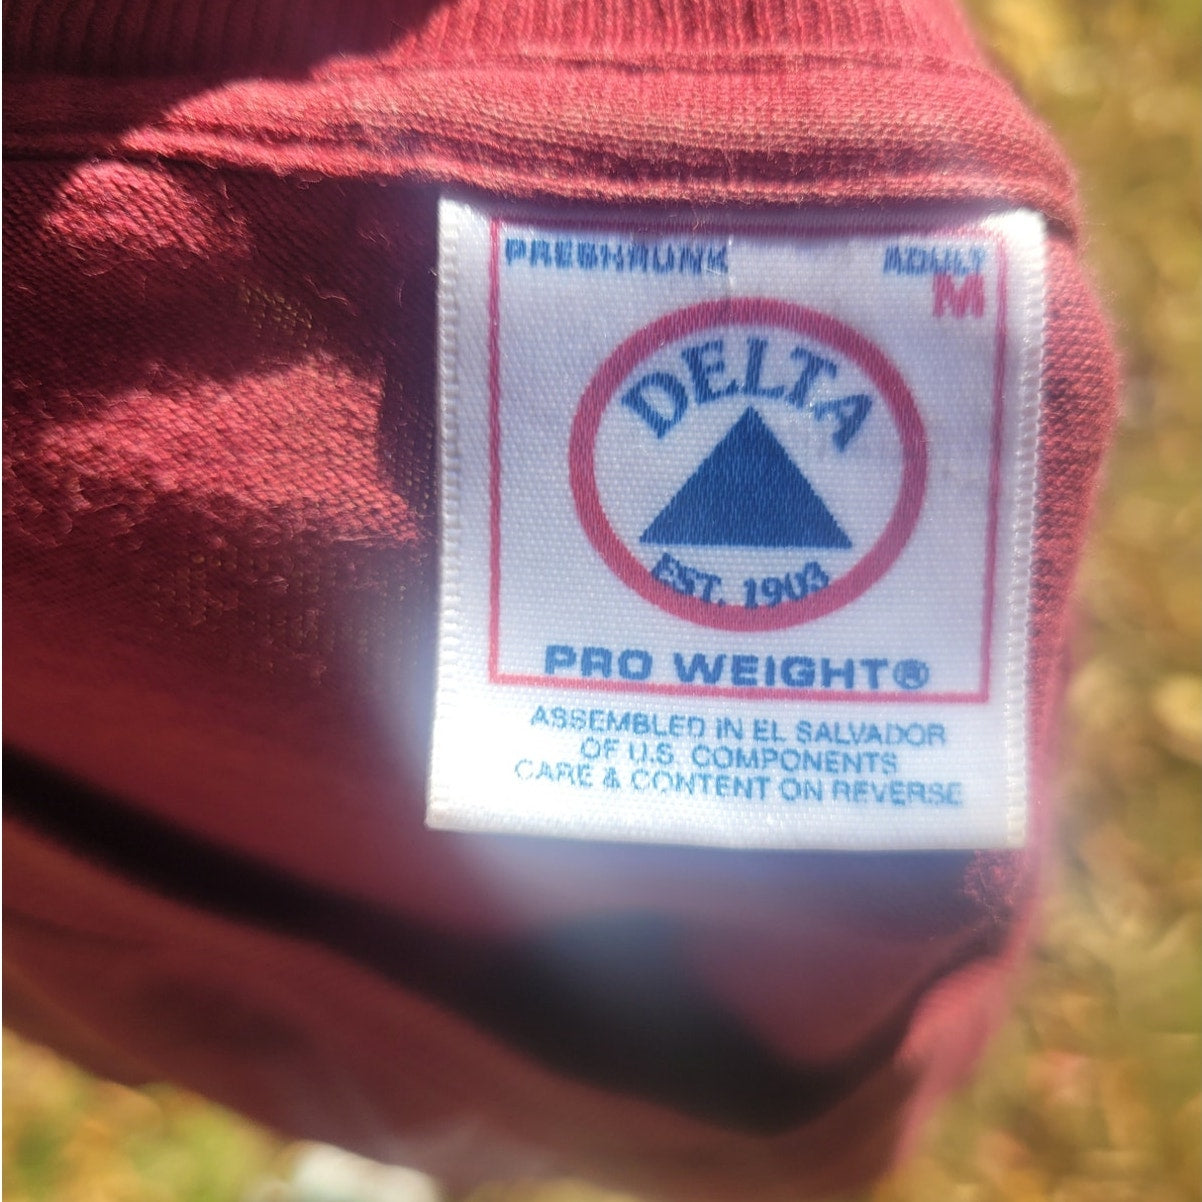 PRESHRUNK
ADULT
M
DELTA
EST. 1903
PRO WEIGHT®
ASSEMBLED IN EL SALVADOR
OF U.S. COMPONENTS
CARE & CONTENT ON REVERSE